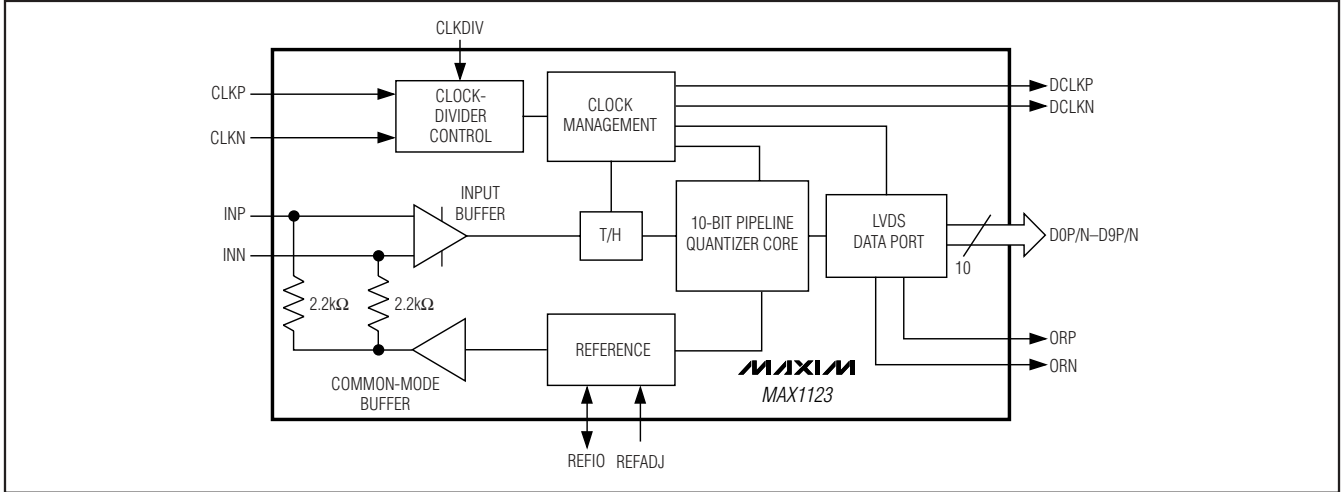 CLKDIV
CLKP
CLKN
CLOCK-
DIVIDER
CONTROL
CLOCK
MANAGEMENT
DCLKP
DCLKN
INP
INN
INPUT
BUFFER
T/H
10-BIT PIPELINE
QUANTIZER CORE
LVDS
DATA PORT
10
D0P/N–D9P/N
2.2kΩ
2.2kΩ
COMMON-MODE
BUFFER
REFERENCE
MAXIM
MAX1123
ORP
ORN
REFIO
REFADJ